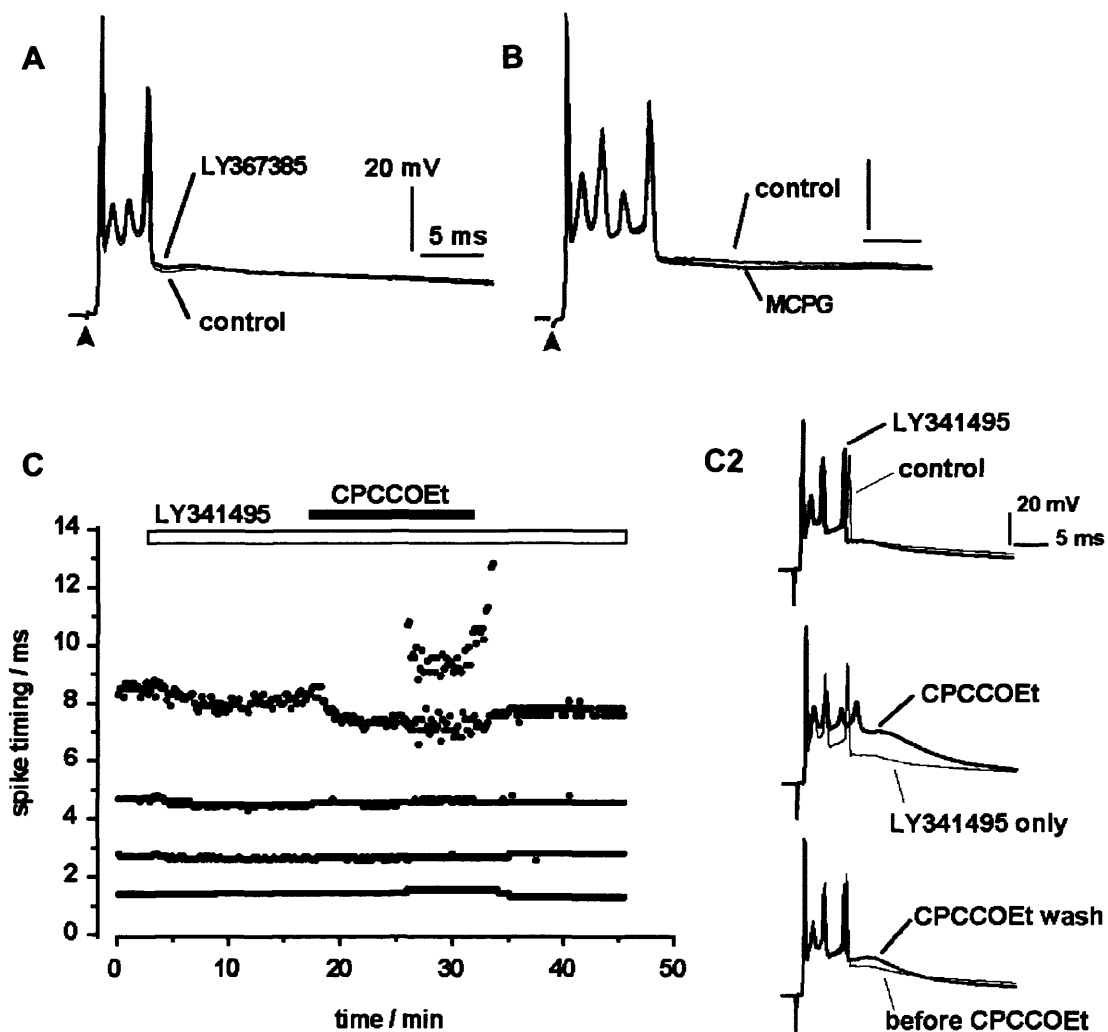 A
LY367385
20 mV
5 ms
control
B
control
MCPG
C
CPCCOEt
LY341495
14
12
10
8
6
4
2
0
spike timing / ms
0
10
20
30
40
50
time / min
C2
LY341495
control
20 mV
5 ms
CPCCOEt
LY341495 only
CPCCOEt wash
before CPCCOEt